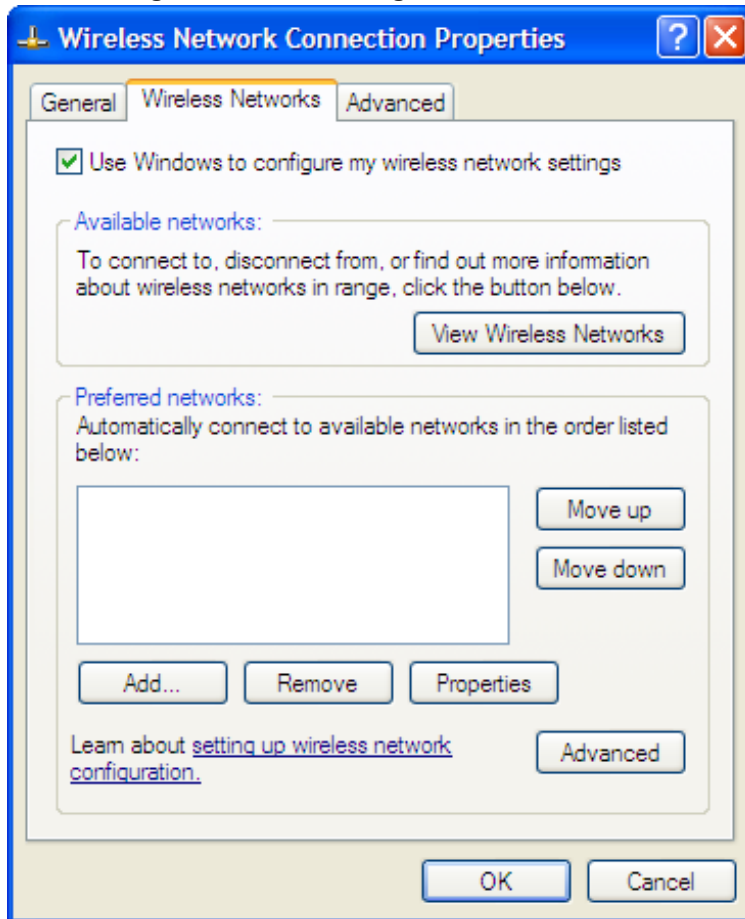 Wireless Network Connection Properties
?
General
Wireless Networks
Advanced
Use Windows to configure my wireless network settings
Available networks:
To connect to, disconnect from, or find out more information
about wireless networks in range, click the button below.
View Wireless Networks
Preferred networks:
Automatically connect to available networks in the order listed
below:
Move up
Move down
Add...
Remove
Properties
Learn about setting up wireless network
configuration.
Advanced
OK
Cancel